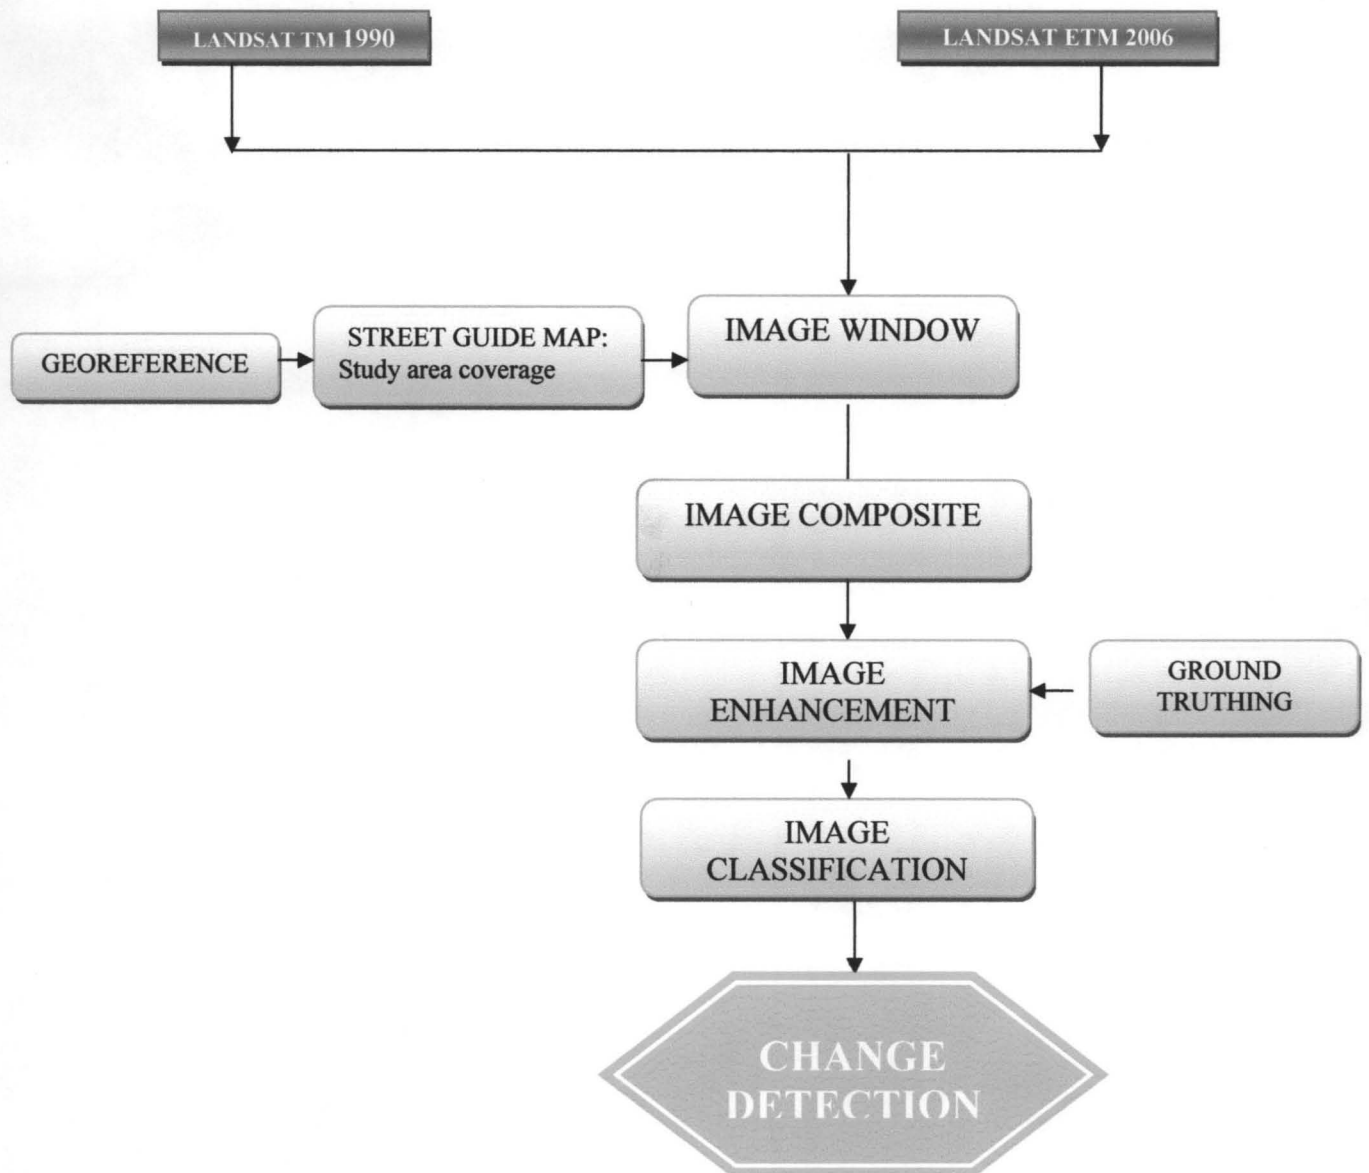 LANDSAT TM 1990
LANDSAT ETM 2006
IMAGE WINDOW
STREET GUIDE MAP:
Study area coverage
GEOREFERENCE
IMAGE COMPOSITE
IMAGE
ENHANCEMENT
GROUND
TRUTHING
IMAGE
CLASSIFICATION
CHANGE
DETECTION